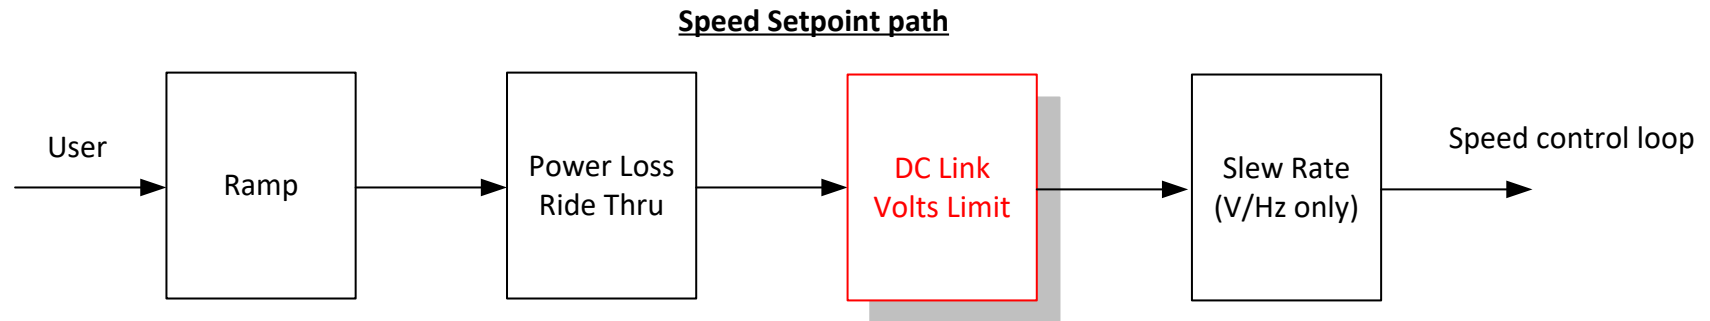 Speed Setpoint path
User
Ramp
Power Loss
Ride Thru
DC Link
Volts Limit
Slew Rate
(V/Hz only)
Speed control loop